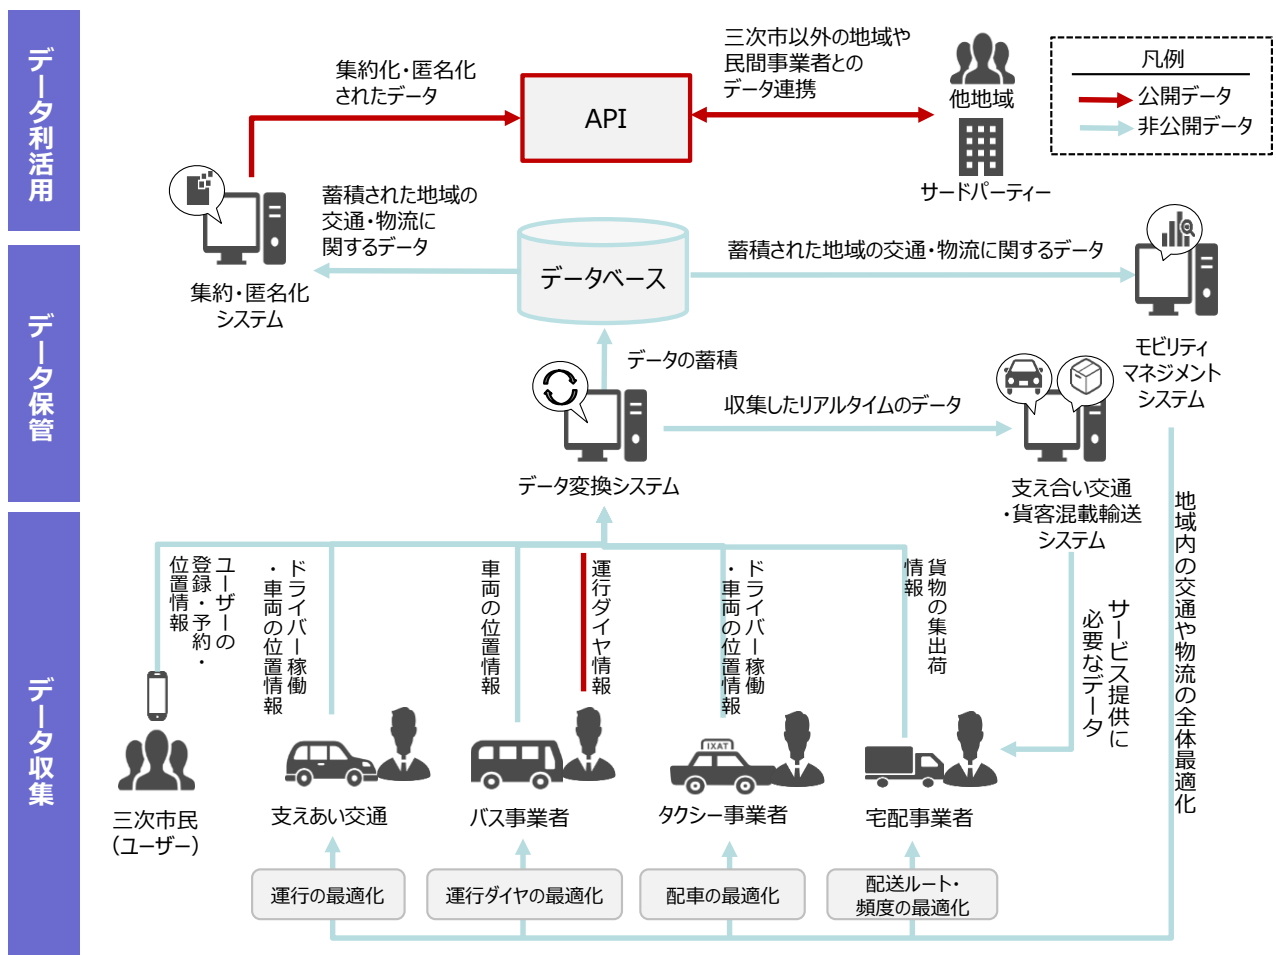 データ利活用
集約化・匿名化
されたデータ
API
三次市以外の地域や
民間事業者との
データ連携
他地域
サードパーティー
凡例
公開データ
非公開データ
蓄積された地域の
交通・物流に
関するデータ
集約・匿名化
システム
データ保管
データベース
蓄積された地域の交通・物流に関するデータ
モビリティ
マネジメント
システム
データの蓄積
収集したリアルタイムのデータ
データ変換システム
支え合い交通
・貨客混載輸送
システム
データ収集
ユーザーの
登録・予約・
位置情報
ドライバー稼働
・車両の位置情報
車両の位置情報
運行ダイヤ情報
ドライバー稼働
・車両の位置情報
貨物の集出荷
情報
サービス提供に
必要なデータ
地域内の交通や物流の全体最適化
三次市民
（ユーザー）
支えあい交通
バス事業者
IXAT
タクシー事業者
宅配事業者
運行の最適化
運行ダイヤの最適化
配車の最適化
配送ルート・
頻度の最適化